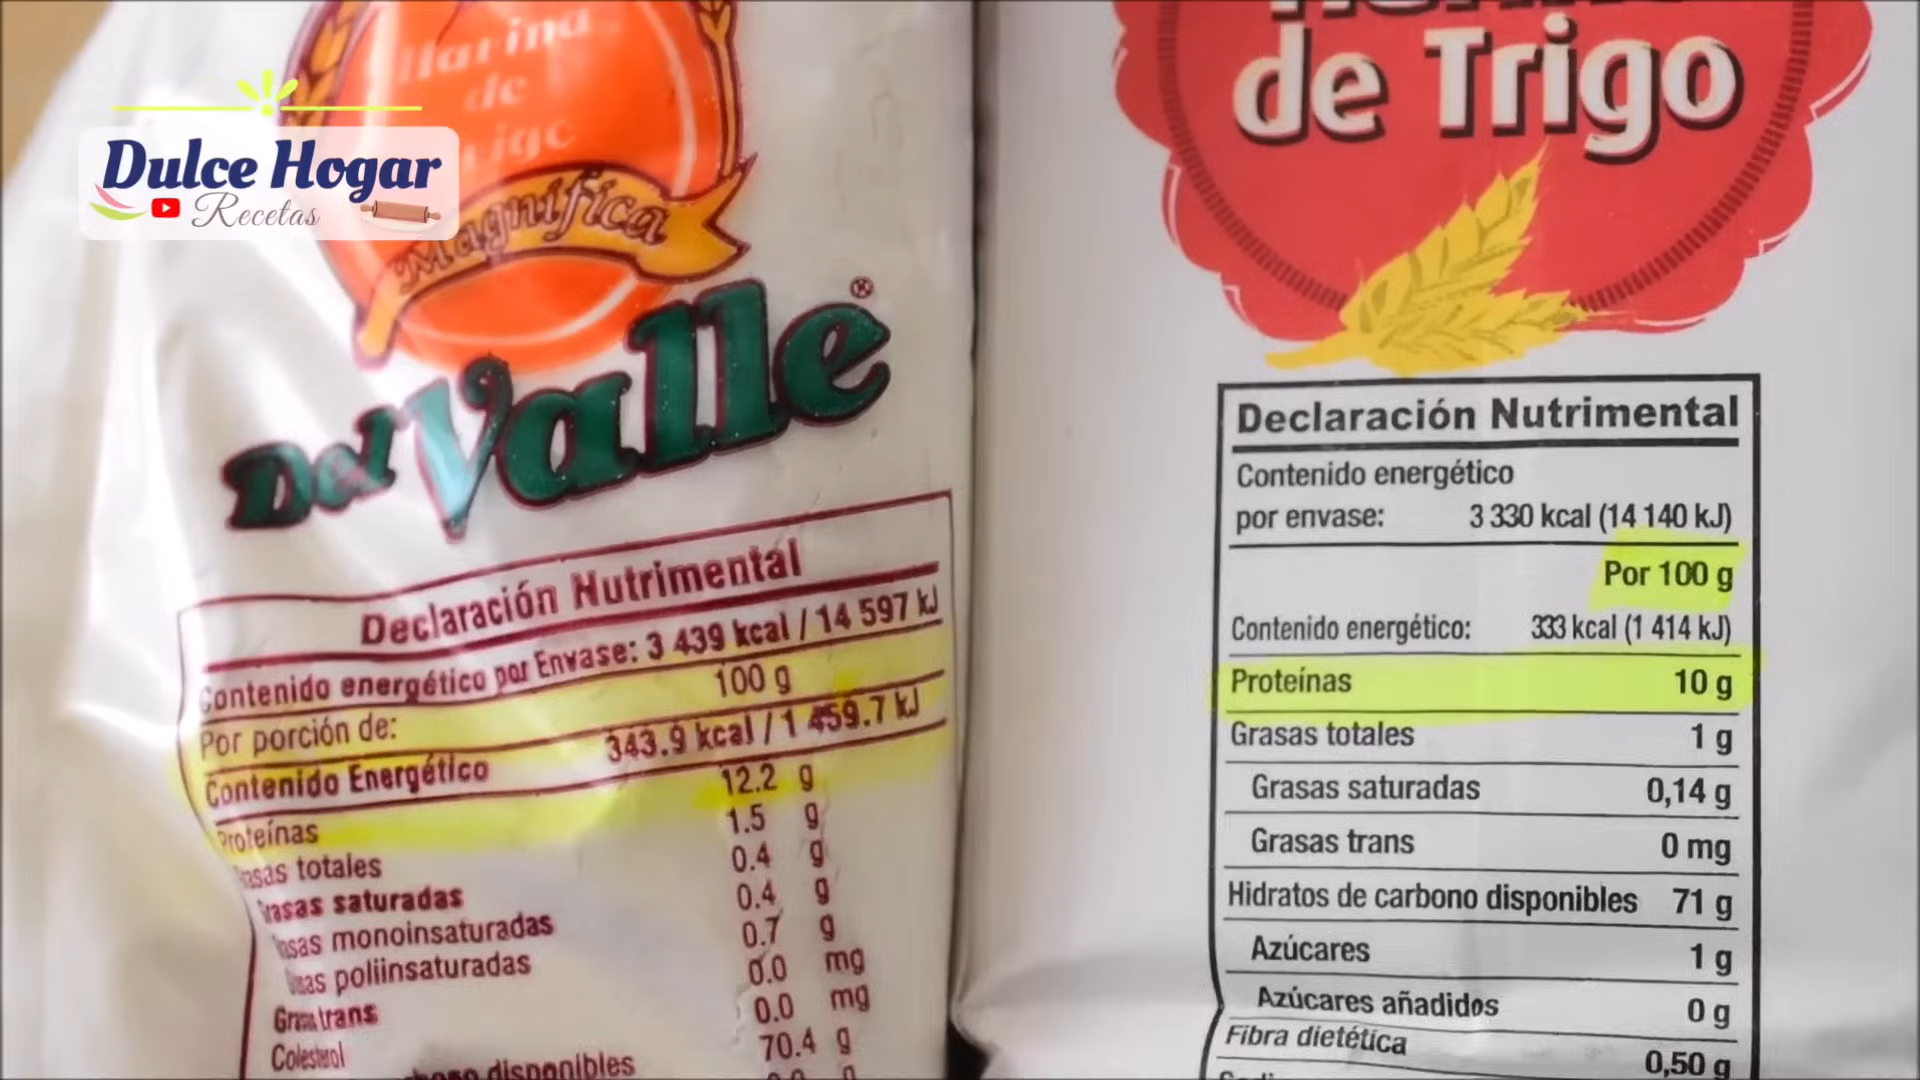 Dulce Hogar
Recetas
Harina
de
Magnífica
Del Valle®
Declaración Nutrimental
Contenido energético por Envase: 3 439 kcal / 14 597 kJ
Por porción de: 100 g
Contenido Energético 343.9 kcal / 1 459.7 kJ
Proteínas 12.2 g
totales 1.5 g
saturadas 0.4 g
monoinsaturadas 0.4 g
poliinsaturadas 0.7 g
trans 0.0 mg
Colesterol 0.0 mg
disponibles 70.4 g
de Trigo
Declaración Nutrimental
Contenido energético
por envase: 3 330 kcal (14 140 kJ)
Por 100 g
Contenido energético: 333 kcal (1 414 kJ)
Proteínas 10 g
Grasas totales 1 g
Grasas saturadas 0,14 g
Grasas trans 0 mg
Hidratos de carbono disponibles 71 g
Azúcares 1 g
Azúcares añadidos 0 g
Fibra dietética 0,50 g